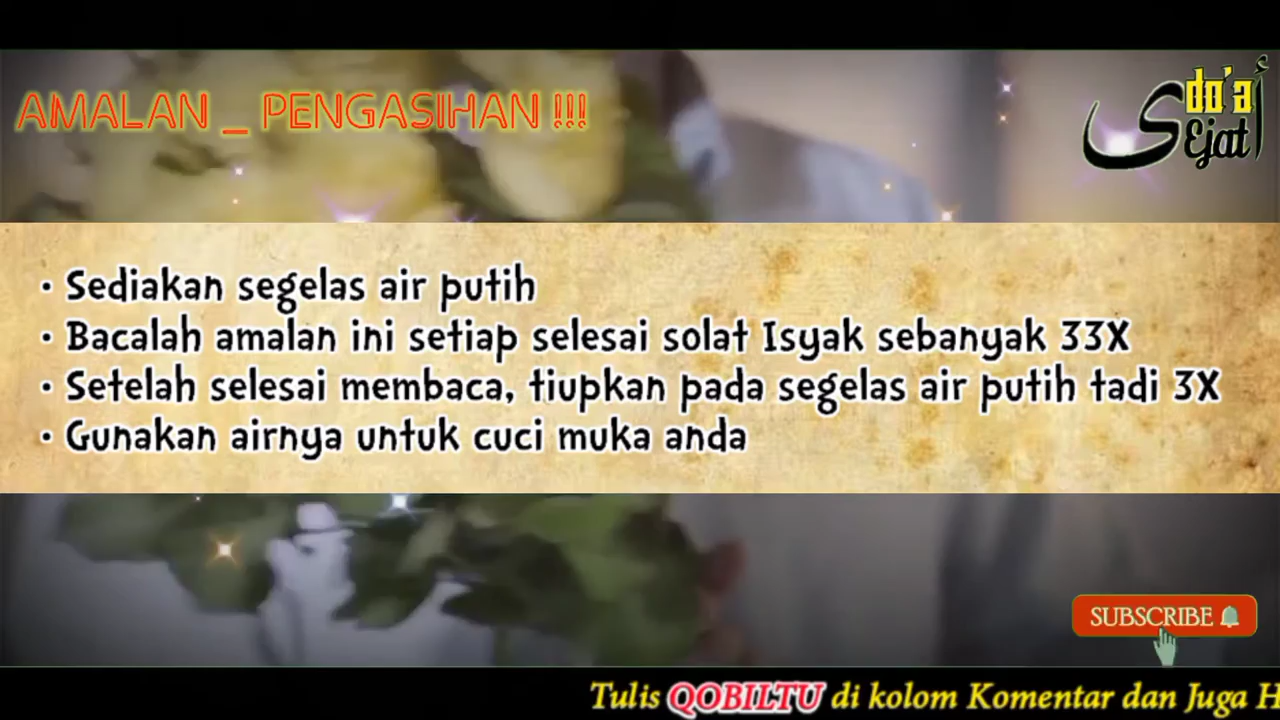 AMALAN _ PENGASIHAN !!!
do'a
Ejati
• Sediakan segelas air putih
• Bacalah amalan ini setiap selesai solat Isyak sebanyak 33X
• Setelah selesai membaca, tiupkan pada segelas air putih tadi 3X
• Gunakan airnya untuk cuci muka anda
SUBSCRIBE
Tulis QOBILTU di kolom Komentar dan Juga H